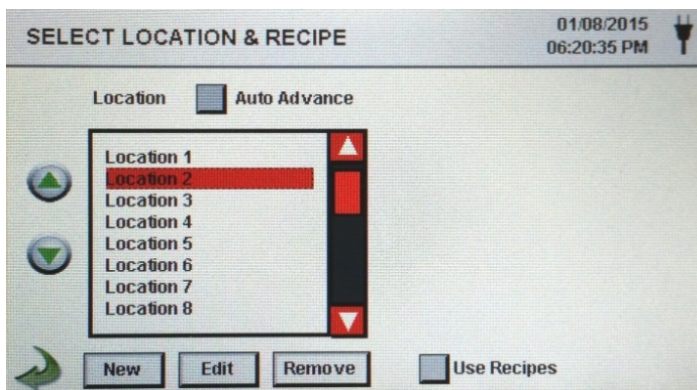 SELECT LOCATION & RECIPE
01/08/2015
06:20:35 PM
Location Auto Advance
Location 1
Location 2
Location 3
Location 4
Location 5
Location 6
Location 7
Location 8
New Edit Remove Use Recipes